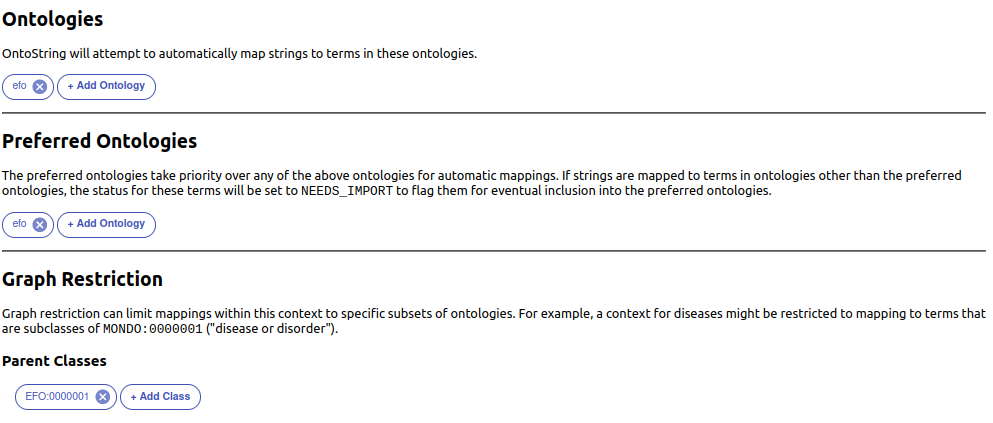 Ontologies
OntoString will attempt to automatically map strings to terms in these ontologies.
efo + Add Ontology
Preferred Ontologies
The preferred ontologies take priority over any of the above ontologies for automatic mappings. If strings are mapped to terms in ontologies other than the preferred
ontologies, the status for these terms will be set to NEEDS_IMPORT to flag them for eventual inclusion into the preferred ontologies.
efo + Add Ontology
Graph Restriction
Graph restriction can limit mappings within this context to specific subsets of ontologies. For example, a context for diseases might be restricted to mapping to terms that
are subclasses of MONDO:0000001 ("disease or disorder").
Parent Classes
EFO:0000001 + Add Class